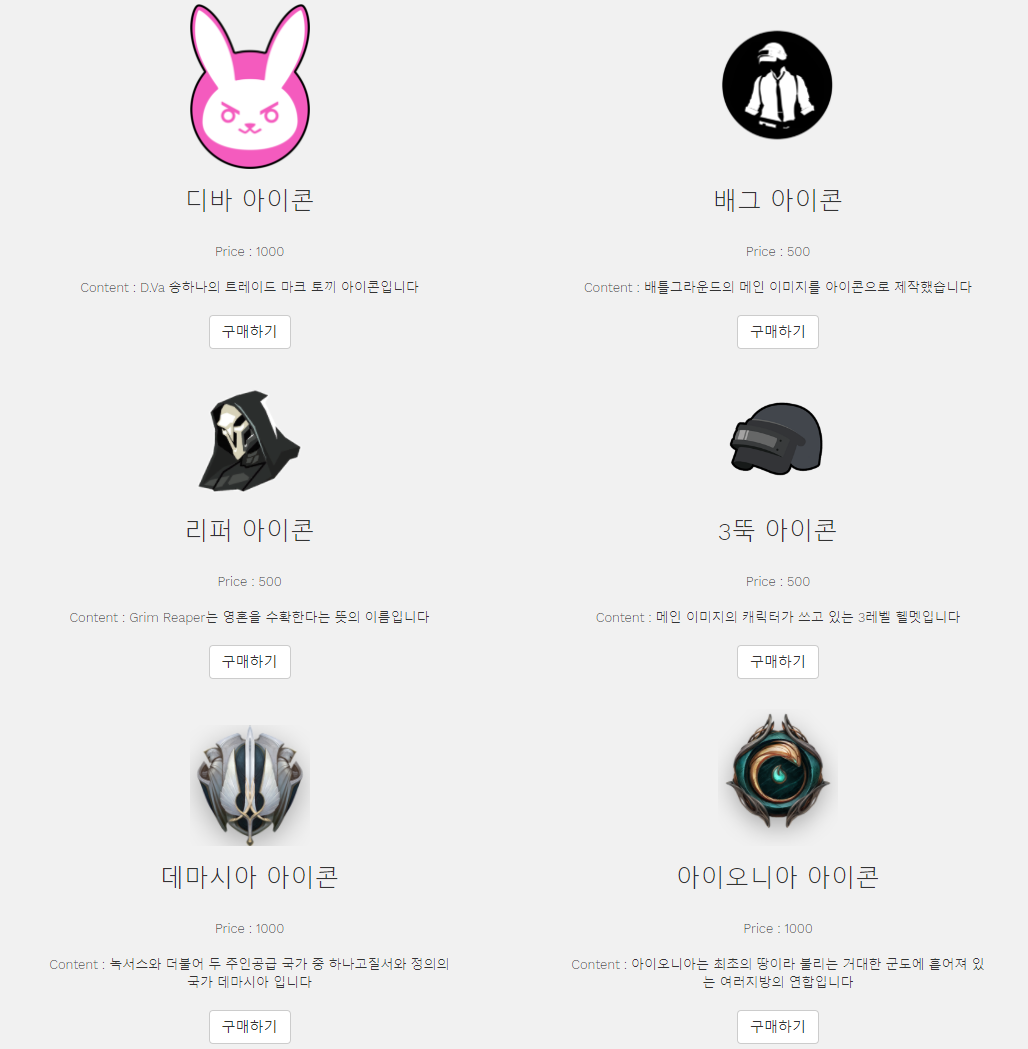 디바 아이콘
Price : 1000
Content : D.Va 송하나의 트레이드 마크 토끼 아이콘입니다
구매하기
배그 아이콘
Price : 500
Content : 배틀그라운드의 메인 이미지를 아이콘으로 제작했습니다
구매하기
리퍼 아이콘
Price : 500
Content : Grim Reaper는 영혼을 수확한다는 뜻의 이름입니다
구매하기
3뚝 아이콘
Price : 500
Content : 메인 이미지의 캐릭터가 쓰고 있는 3레벨 헬멧입니다
구매하기
데마시아 아이콘
Price : 1000
Content : 녹서스와 더불어 두 주인공급 국가 중 하나고질서와 정의의
국가 데마시아 입니다
구매하기
아이오니아 아이콘
Price : 1000
Content : 아이오니아는 최초의 땅이라 불리는 거대한 군도에 흩어져 있
는 여러지방의 연합입니다
구매하기